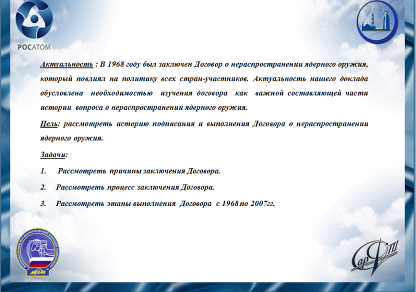 РОСАТОМ
Актуальность : В 1968 году был заключен Договор о нераспространении ядерного оружия,
который повлиял на политику всех стран-участников. Актуальность нашего доклада
обусловлена необходимостью изучения договора как важной составляющей части
истории вопроса о нераспространении ядерного оружия.
Цель: рассмотреть историю подписания и выполнения Договора о нераспространении
ядерного оружия.
Задачи:
1. Рассмотреть причины заключения Договора.
2. Рассмотреть процесс заключения Договора.
3. Рассмотреть этапы выполнения Договора с 1968 по 2007гг.